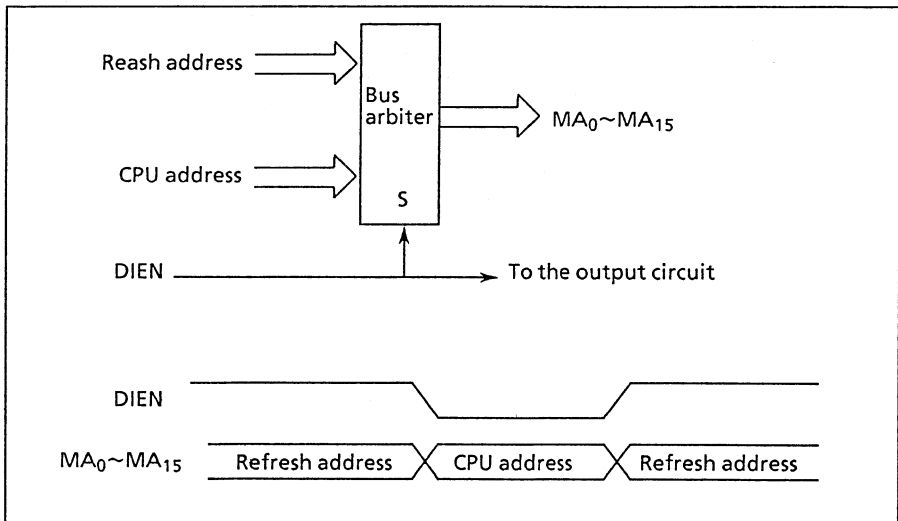 Reash address
Bus
arbiter
MA₀~MA₁₅
CPU address
S
DIEN
To the output circuit
DIEN
MA₀~MA₁₅
Refresh address
CPU address
Refresh address